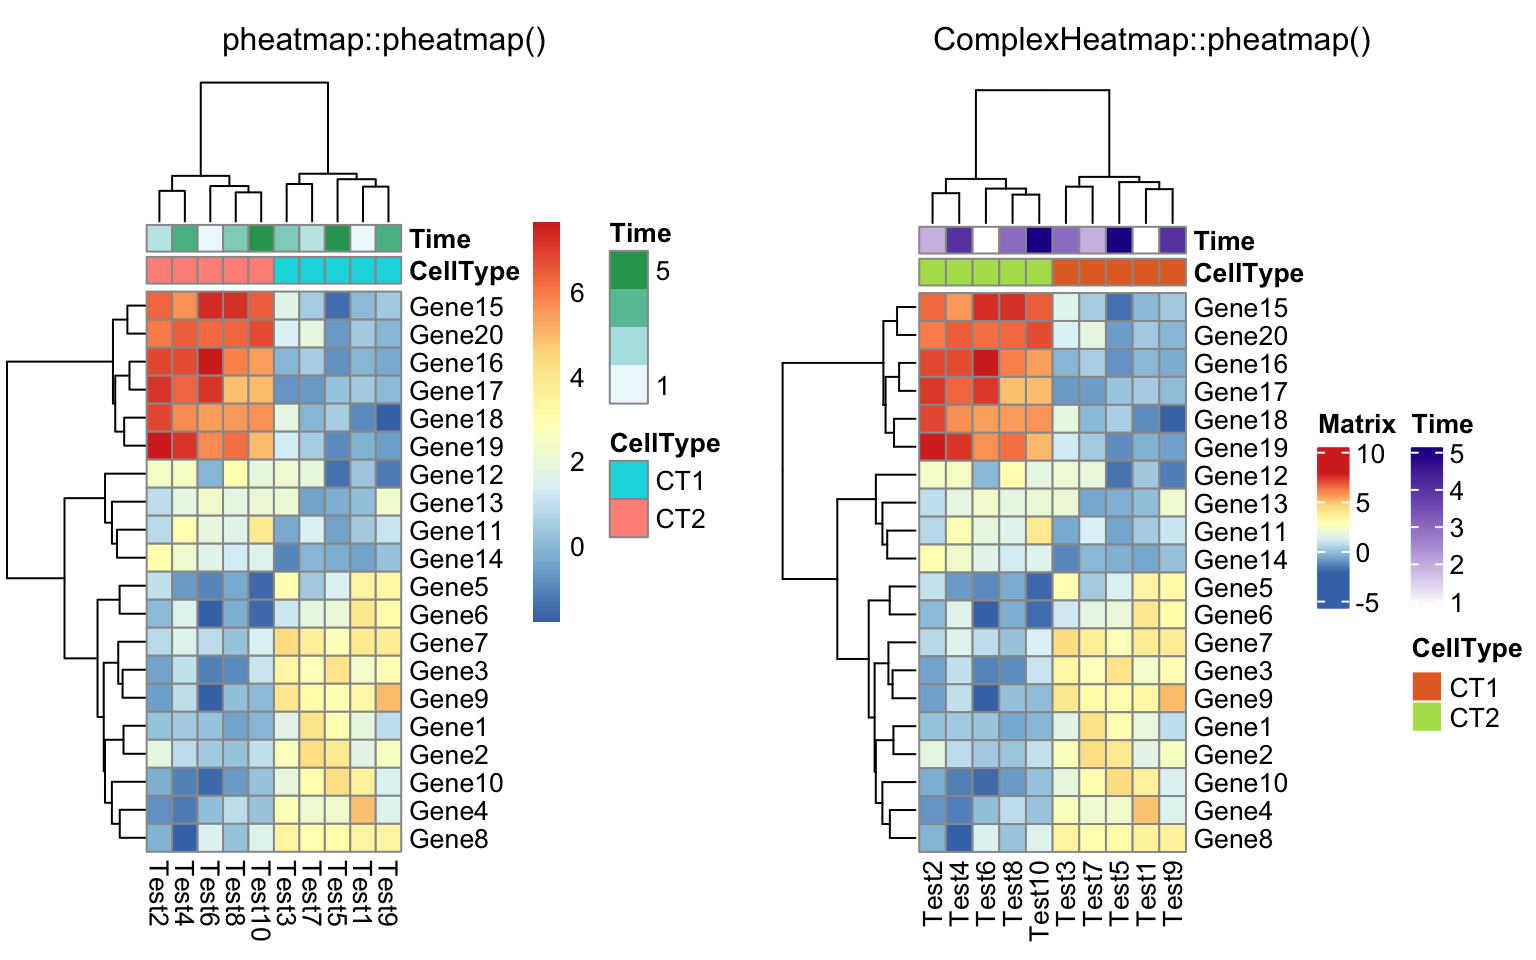 pheatmap::pheatmap()
Time
CellType
Gene15
Gene20
Gene16
Gene17
Gene18
Gene19
Gene12
Gene13
Gene11
Gene14
Gene5
Gene6
Gene7
Gene3
Gene9
Gene1
Gene2
Gene10
Gene4
Gene8
Test2
Test4
Test6
Test8
Test10
Test3
Test7
Test5
Test1
Test9
6
4
2
0
Time
5
1
CellType
CT1
CT2
ComplexHeatmap::pheatmap()
Time
CellType
Gene15
Gene20
Gene16
Gene17
Gene18
Gene19
Gene12
Gene13
Gene11
Gene14
Gene5
Gene6
Gene7
Gene3
Gene9
Gene1
Gene2
Gene10
Gene4
Gene8
Test2
Test4
Test6
Test8
Test10
Test3
Test7
Test5
Test1
Test9
Matrix
10
5
0
-5
Time
5
4
3
2
1
CellType
CT1
CT2